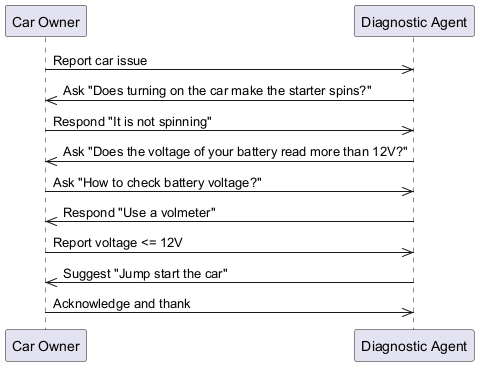 Car Owner
Diagnostic Agent
Report car issue
Ask "Does turning on the car make the starter spins?"
Respond "It is not spinning"
Ask "Does the voltage of your battery read more than 12V?"
Ask "How to check battery voltage?"
Respond "Use a volmeter"
Report voltage <= 12V
Suggest "Jump start the car"
Acknowledge and thank
Car Owner
Diagnostic Agent